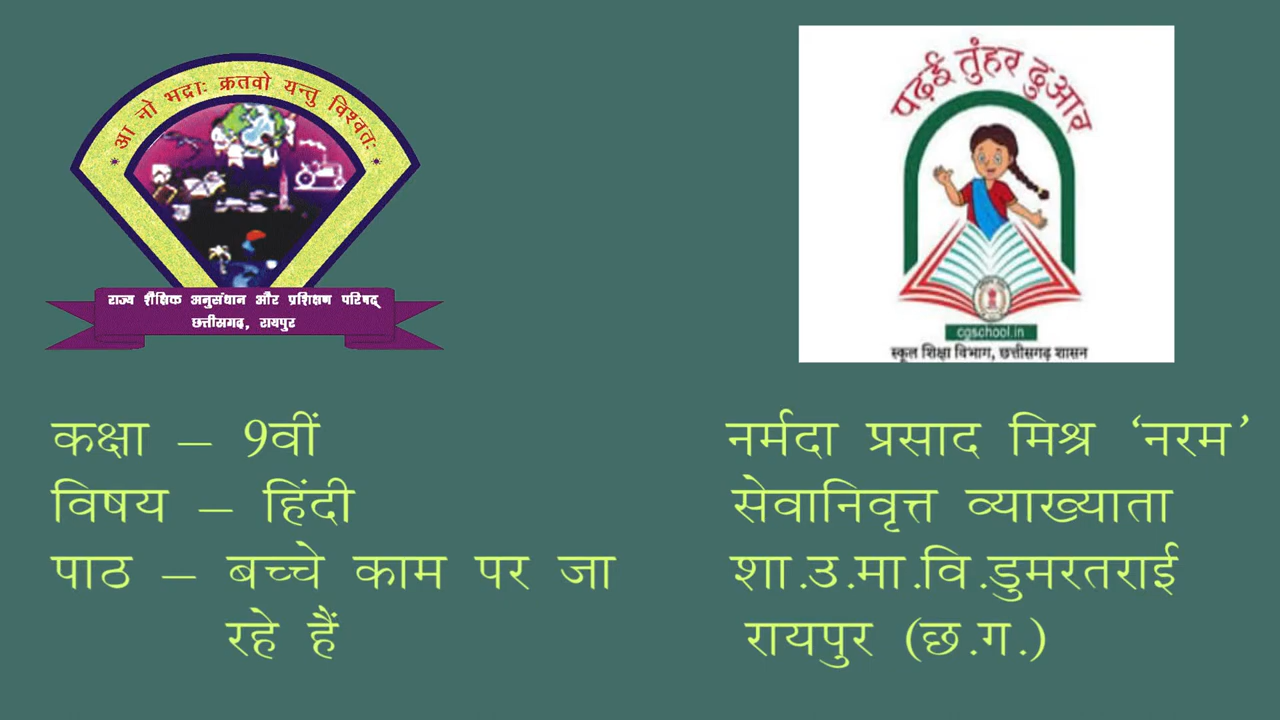 आ नो भद्राः क्रतवो यन्तु विश्वतः
राज्य शैक्षिक अनुसंधान और प्रशिक्षण परिषद्
छत्तीसगढ़, रायपुर
पढ़ई तुंहर दुआर
cgschool.in
स्कूल शिक्षा विभाग, छत्तीसगढ़ शासन
कक्षा – 9वीं
विषय – हिंदी
पाठ – बच्चे काम पर जा
रहे हैं
नर्मदा प्रसाद मिश्र ‘नरम’
सेवानिवृत्त व्याख्याता
शा.उ.मा.वि.डुमरतराई
रायपुर (छ.ग.)